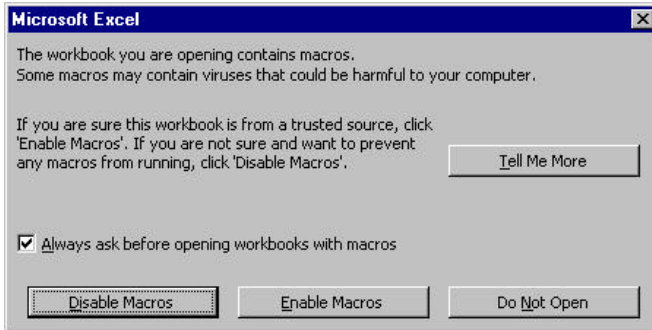 Microsoft Excel
The workbook you are opening contains macros.
Some macros may contain viruses that could be harmful to your computer.
If you are sure this workbook is from a trusted source, click
'Enable Macros'. If you are not sure and want to prevent
any macros from running, click 'Disable Macros'.
Tell Me More
Always ask before opening workbooks with macros
Disable Macros
Enable Macros
Do Not Open